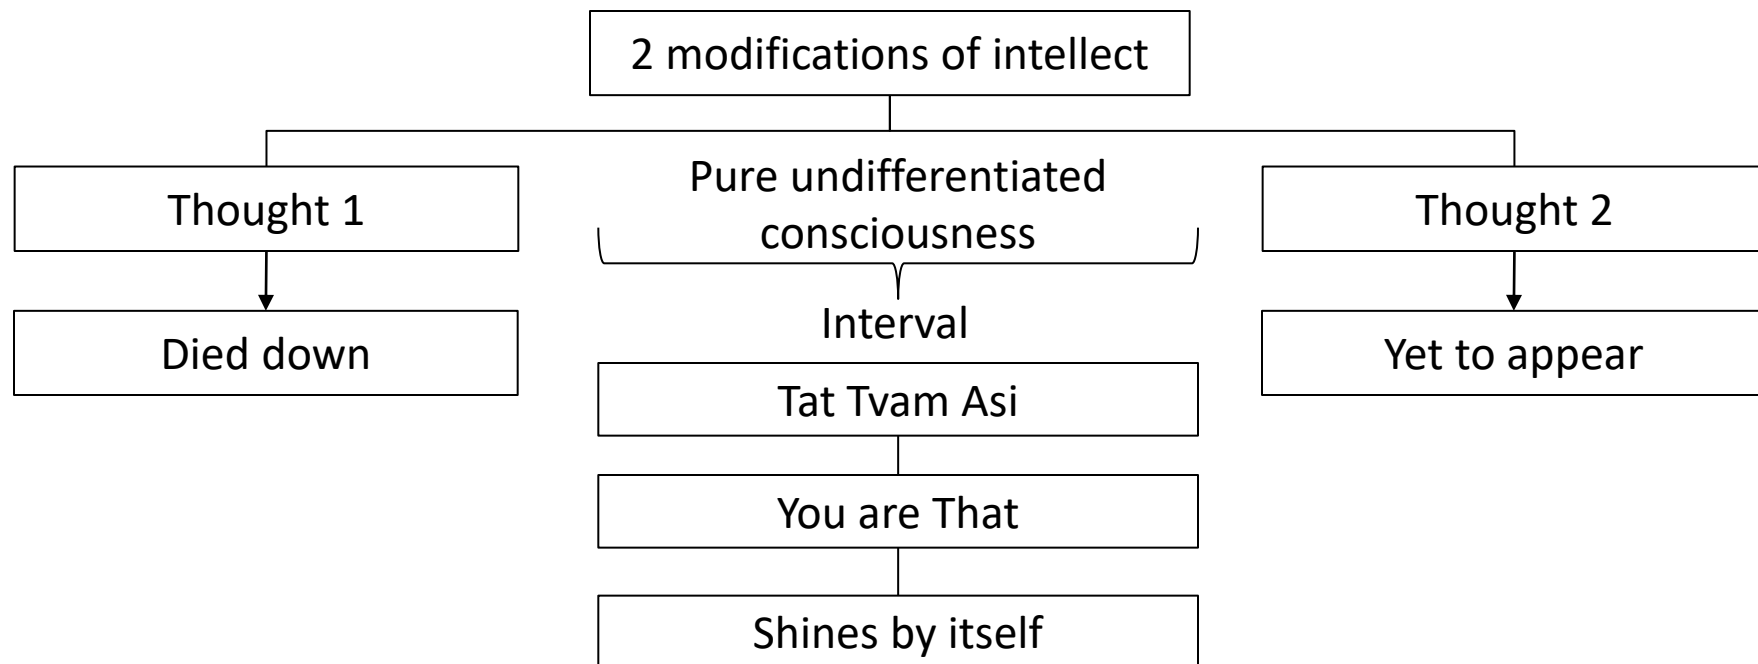 2 modifications of intellect
Thought 1
Pure undifferentiated
consciousness
Thought 2
Died down
Interval
Yet to appear
Tat Tvam Asi
You are That
Shines by itself